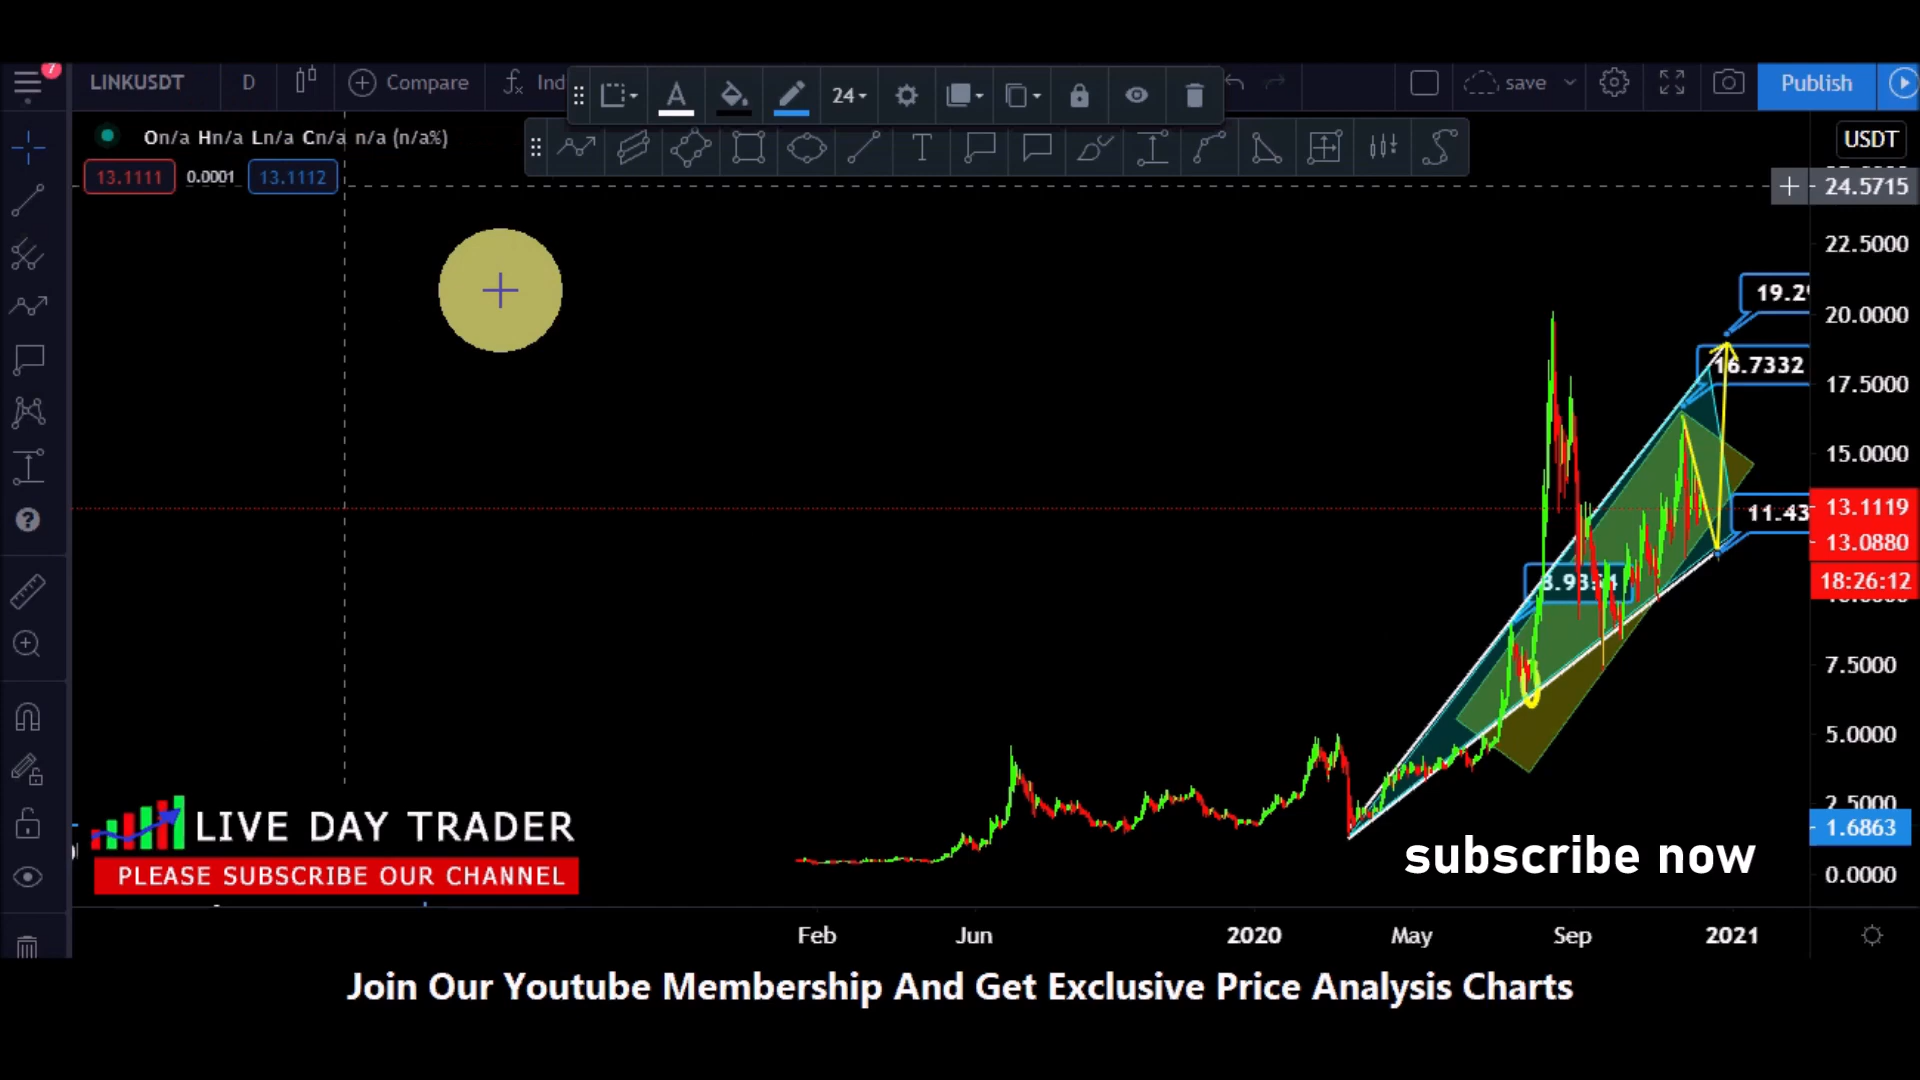 7
LINKUSDT D Compare Ind 24 save Publish
On/a Hn/a Ln/a Cn/a n/a (n/a%)
T
USDT
13.1111 0.0001 13.1112
24.5715
22.5000
19.29
20.0000
16.7332
17.5000
15.0000
11.43
13.1119
13.0880
18:26:12
7.5000
5.0000
2.5000
1.6863
0.0000
LIVE DAY TRADER
PLEASE SUBSCRIBE OUR CHANNEL
subscribe now
Feb Jun 2020 May Sep 2021
Join Our Youtube Membership And Get Exclusive Price Analysis Charts